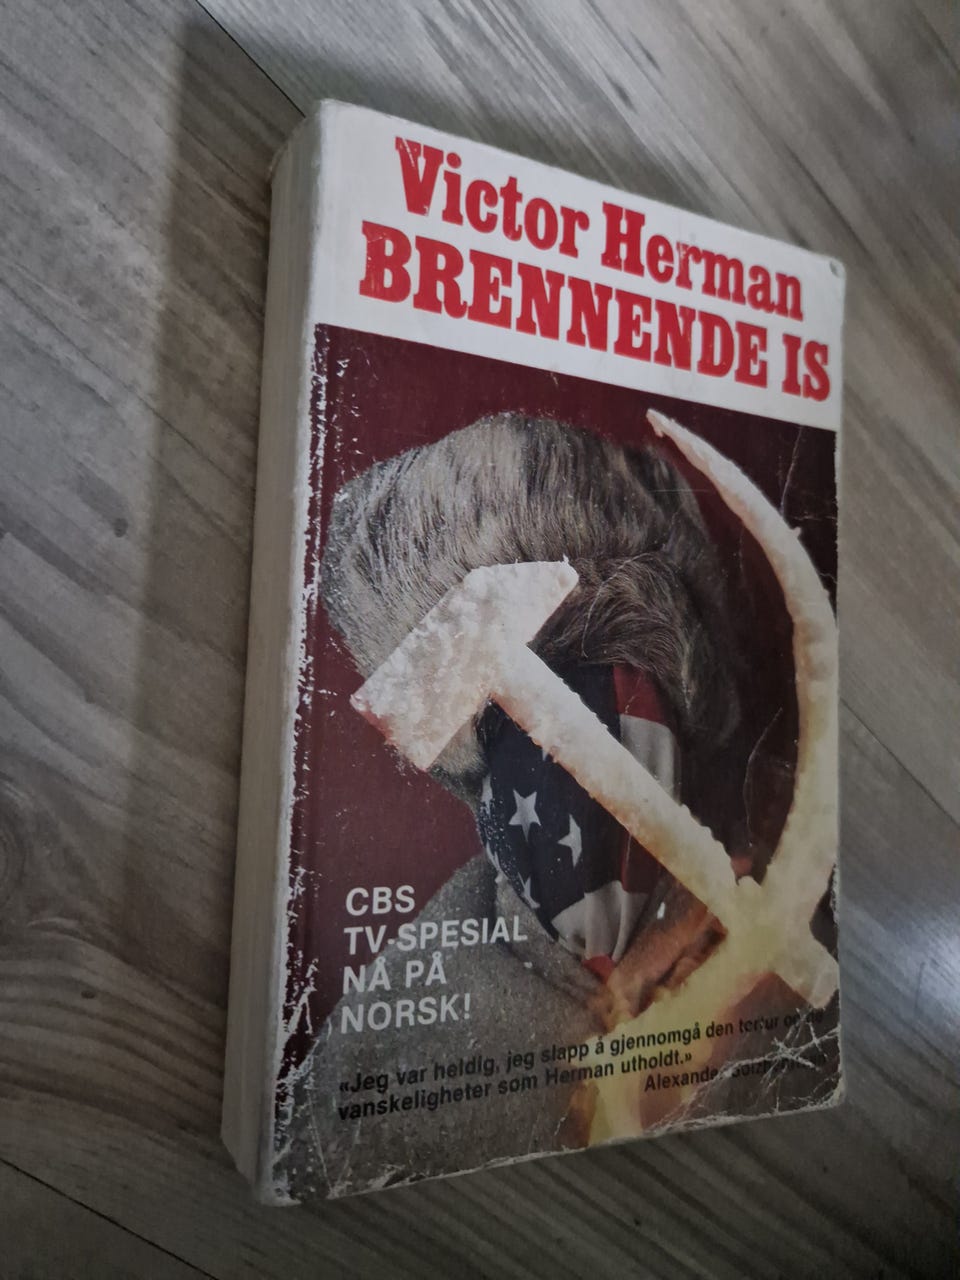 Victor Herman
BRENNENDE IS
CBS
TV-SPESIAL
NÅ PÅ
NORSK!
«Jeg var heldig, jeg slapp å gjennomgå den tortur og de
vanskeligheter som Herman utholdt.»
Alexander